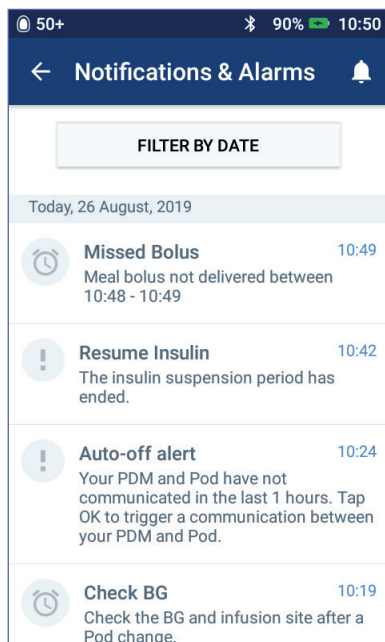 50+ 90% 10:50
Notifications & Alarms
FILTER BY DATE
Today, 26 August, 2019
Missed Bolus 10:49
Meal bolus not delivered between
10:48 - 10:49
Resume Insulin 10:42
The insulin suspension period has
ended.
Auto-off alert 10:24
Your PDM and Pod have not
communicated in the last 1 hours. Tap
OK to trigger a communication between
your PDM and Pod.
Check BG 10:19
Check the BG and infusion site after a
Pod change.